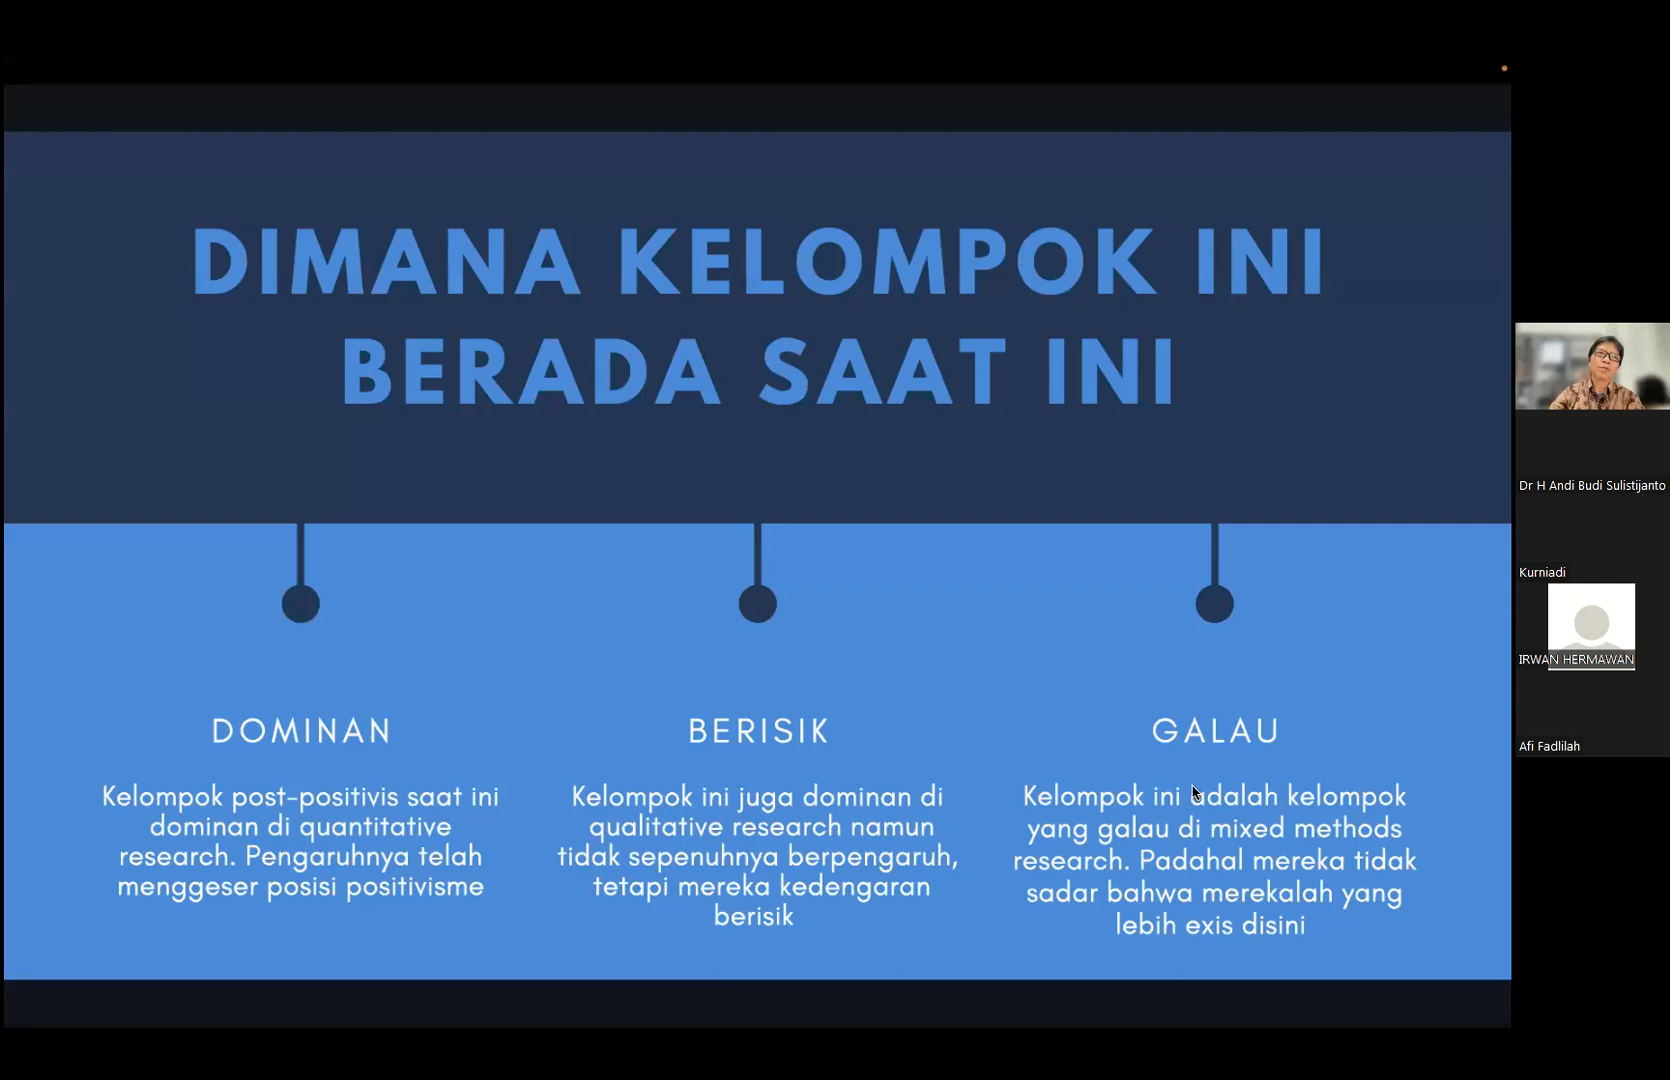 DIMANA KELOMPOK INI
BERADA SAAT INI
DOMINAN
Kelompok post-positivis saat ini
dominan di quantitative
research. Pengaruhnya telah
menggeser posisi positivisme
BERISIK
Kelompok ini juga dominan di
qualitative research namun
tidak sepenuhnya berpengaruh,
tetapi mereka kedengaran
berisik
GALAU
Kelompok ini adalah kelompok
yang galau di mixed methods
research. Padahal mereka tidak
sadar bahwa merekalah yang
lebih exis disini
Dr H Andi Budi Sulistijanto
Kurniadi
IRWAN HERMAWAN
Afi Fadlilah